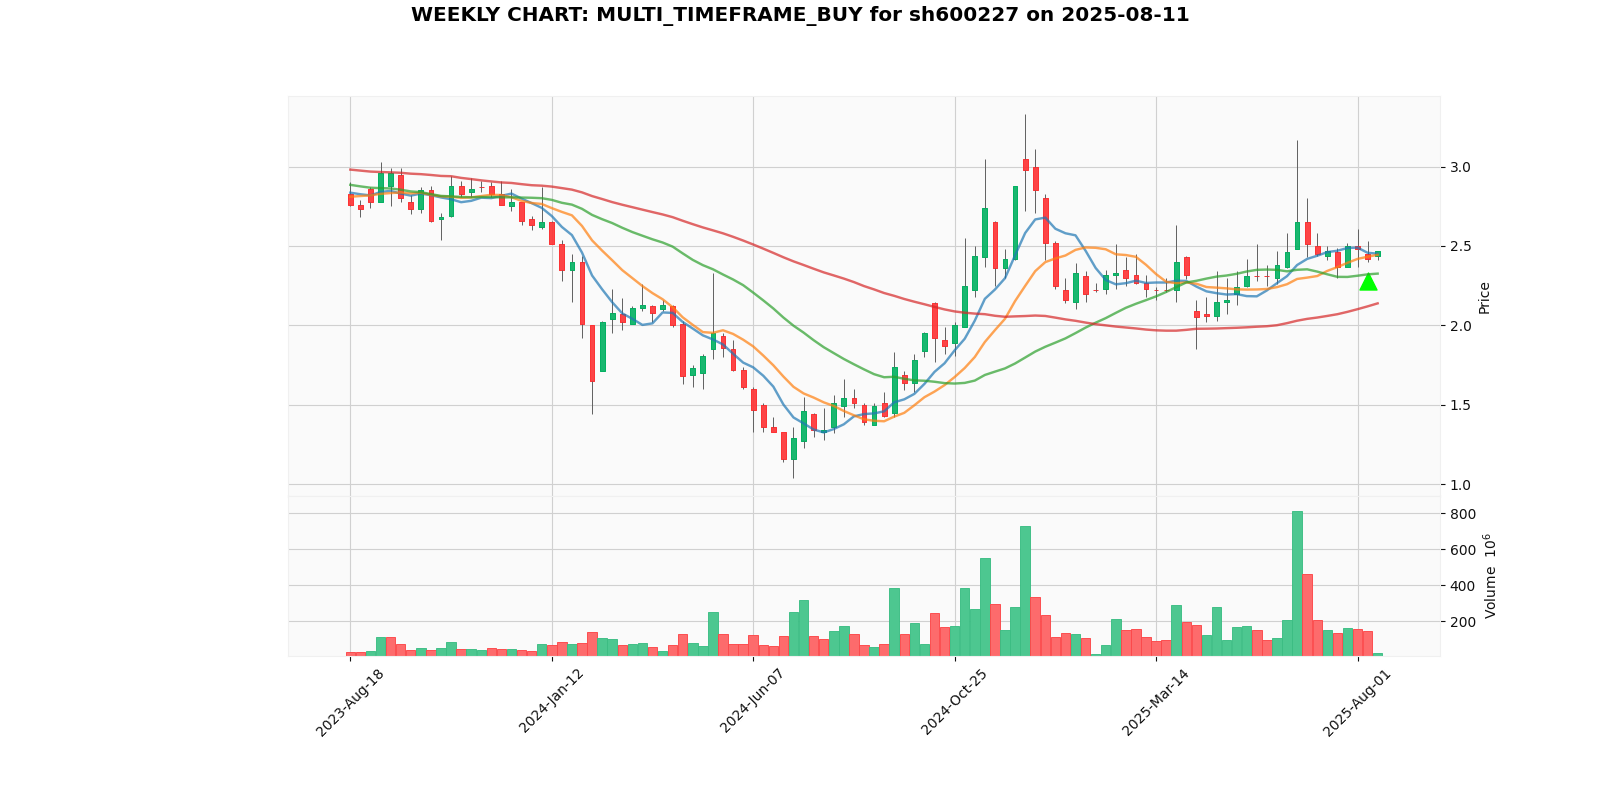 WEEKLY CHART: MULTI_TIMEFRAME_BUY for sh600227 on 2025-08-11
3.0
2.5
2.0
1.5
1.0
Price
800
600
400
200
Volume 10⁶
2023-Aug-18
2024-Jan-12
2024-Jun-07
2024-Oct-25
2025-Mar-14
2025-Aug-01